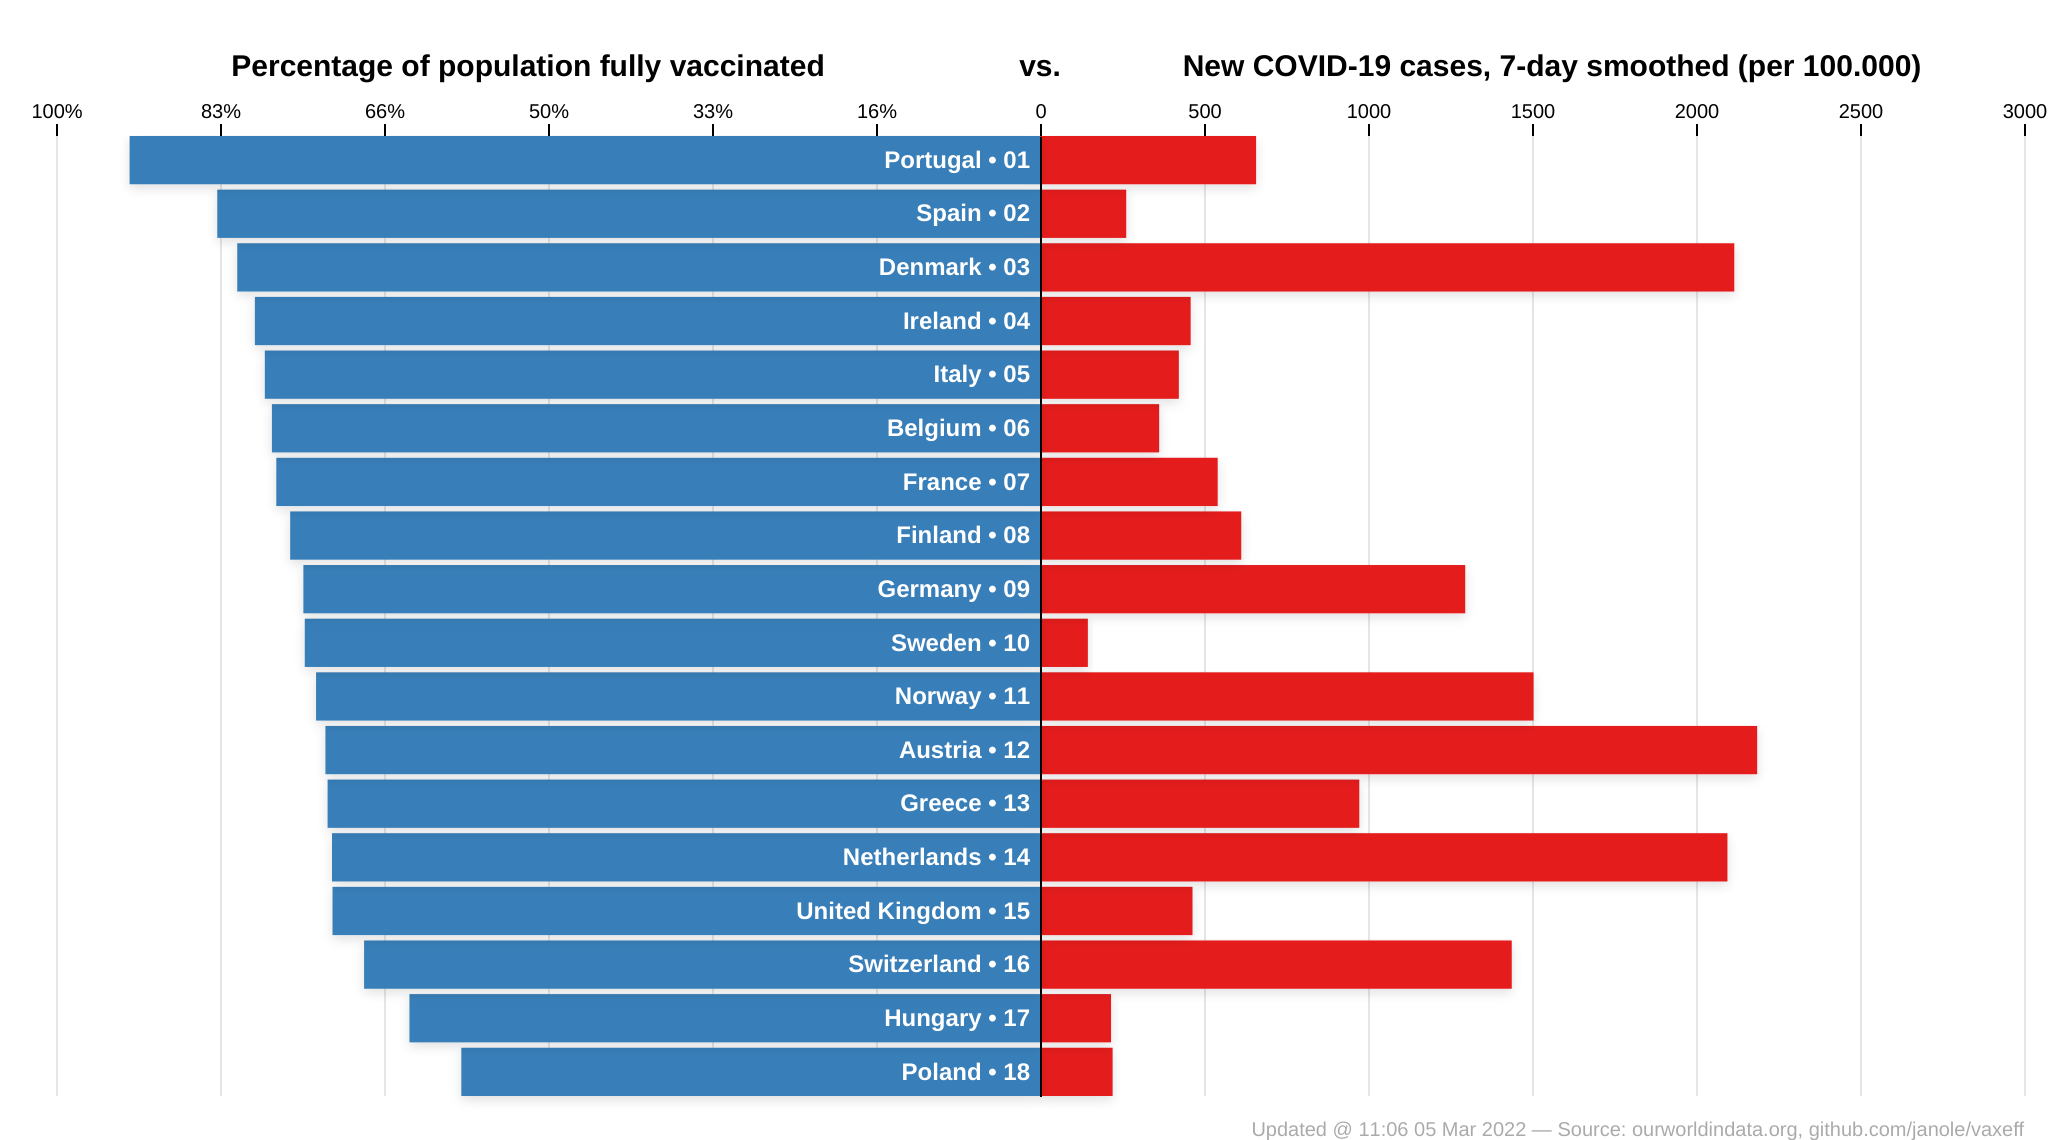 Percentage of population fully vaccinated vs. New COVID-19 cases, 7-day smoothed (per 100.000)
100% 83% 66% 50% 33% 16% 0 500 1000 1500 2000 2500 3000
Portugal • 01
Spain • 02
Denmark • 03
Ireland • 04
Italy • 05
Belgium • 06
France • 07
Finland • 08
Germany • 09
Sweden • 10
Norway • 11
Austria • 12
Greece • 13
Netherlands • 14
United Kingdom • 15
Switzerland • 16
Hungary • 17
Poland • 18
Updated @ 11:06 05 Mar 2022 — Source: ourworldindata.org, github.com/janole/vaxeff